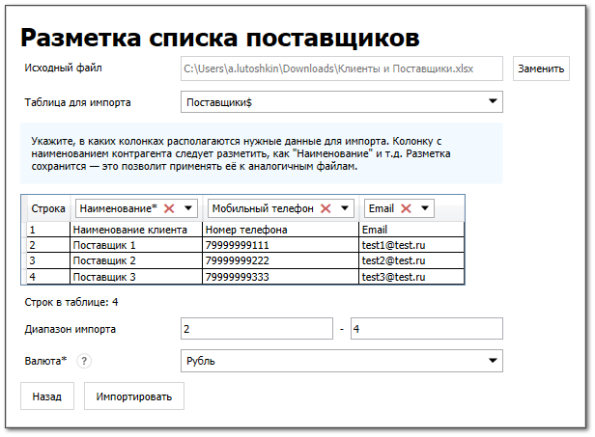 Разметка списка поставщиков
Исходный файл C:\Users\a.lutoshkin\Downloads\Клиенты и Поставщики.xlsx Заменить
Таблица для импорта Поставщики$
Укажите, в каких колонках располагаются нужные данные для импорта. Колонку с
наименованием контрагента следует разметить, как "Наименование" и т.д. Разметка
сохранится — это позволит применять её к аналогичным файлам.
Строка Наименование* Мобильный телефон Email
1 Наименование клиента Номер телефона Email
2 Поставщик 1 79999999111 test1@test.ru
3 Поставщик 2 79999999222 test2@test.ru
4 Поставщик 3 79999999333 test3@test.ru
Строк в таблице: 4
Диапазон импорта 2 - 4
Валюта* ? Рубль
Назад Импортировать